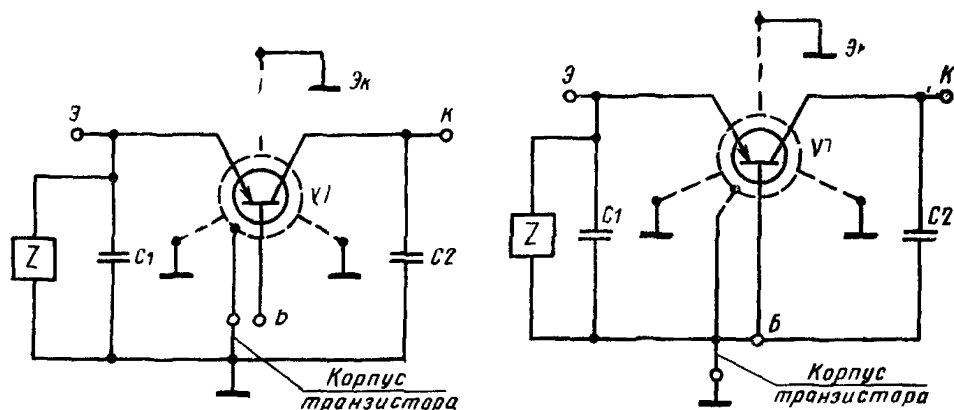 Эк
Э
К
V1
Z
C1
C2
Б
Корпус
транзистора
Эк
Э
К
V1
Z
C1
C2
Б
Корпус
транзистора